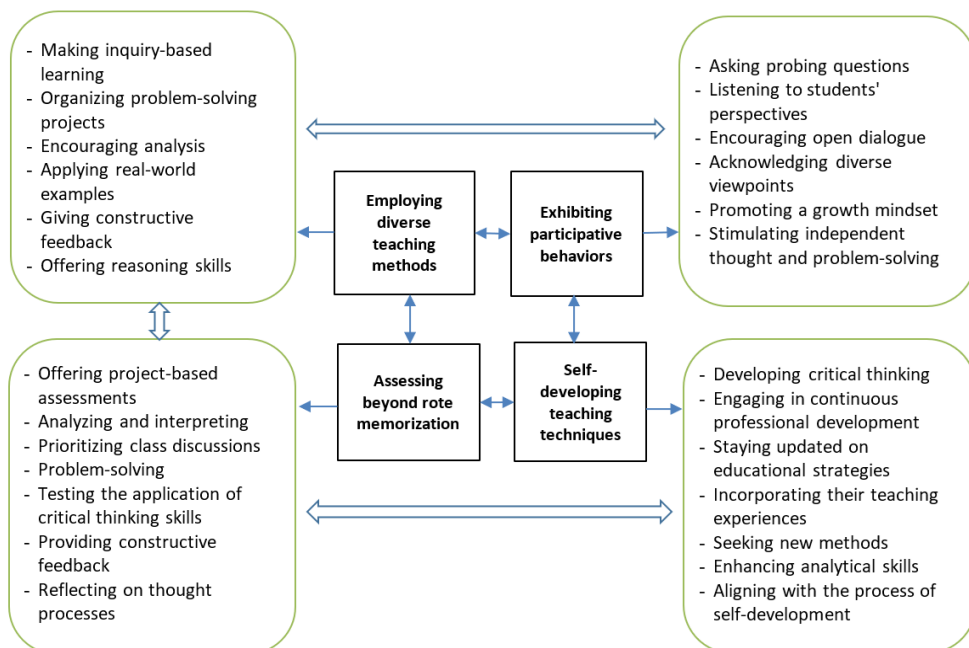 - Making inquiry-based
learning
- Organizing problem-solving
projects
- Encouraging analysis
- Applying real-world
examples
- Giving constructive
feedback
- Offering reasoning skills
- Asking probing questions
- Listening to students'
perspectives
- Encouraging open dialogue
- Acknowledging diverse
viewpoints
- Promoting a growth mindset
- Stimulating independent
thought and problem-solving
Employing
diverse
teaching
methods
Exhibiting
participative
behaviors
Assessing
beyond rote
memorization
Self-
developing
teaching
techniques
- Offering project-based
assessments
- Analyzing and interpreting
- Prioritizing class discussions
- Problem-solving
- Testing the application of
critical thinking skills
- Providing constructive
feedback
- Reflecting on thought
processes
- Developing critical thinking
- Engaging in continuous
professional development
- Staying updated on
educational strategies
- Incorporating their teaching
experiences
- Seeking new methods
- Enhancing analytical skills
- Aligning with the process of
self-development